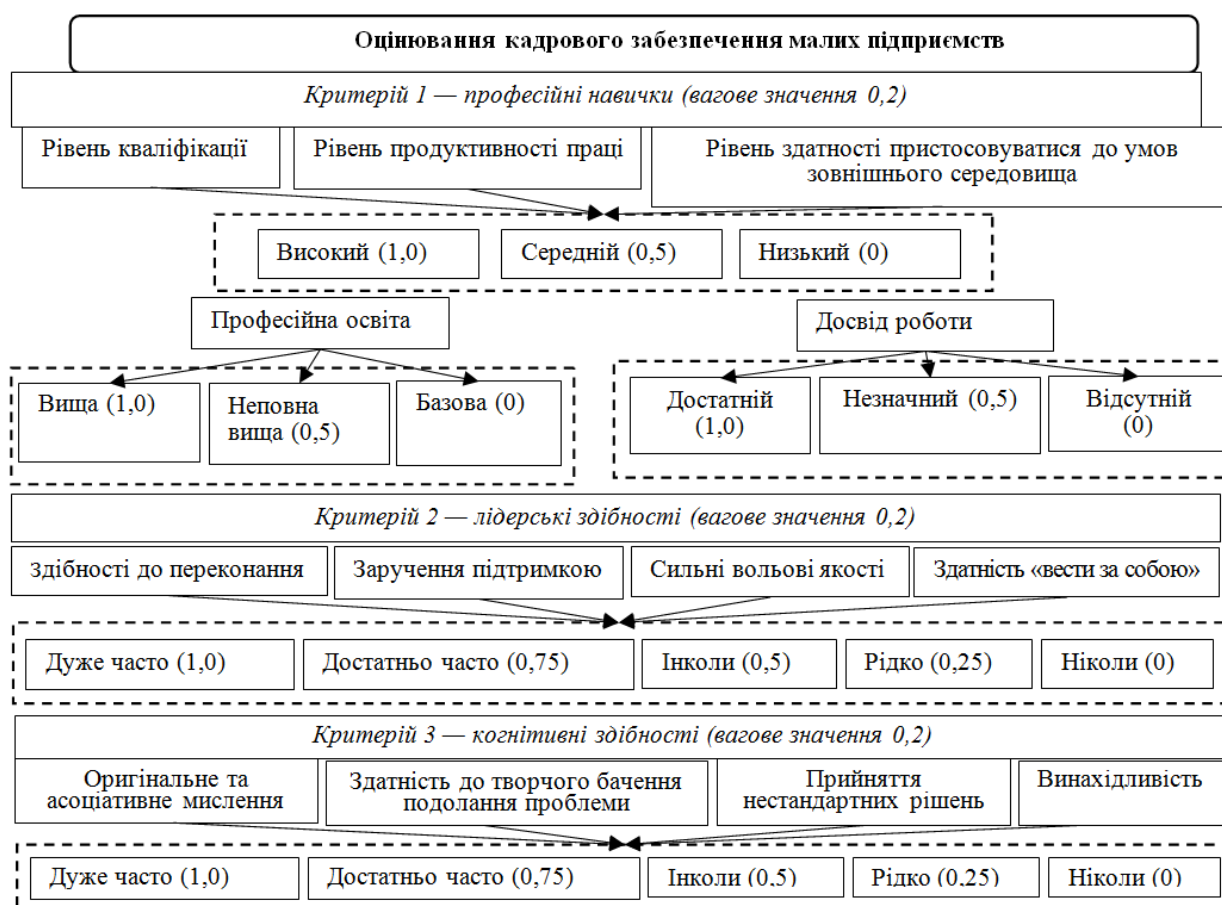 Оцінювання кадрового забезпечення малих підприємств
Критерій 1 — професійні навички (вагове значення 0,2)
Рівень кваліфікації
Рівень продуктивності праці
Рівень здатності пристосовуватися до умов
зовнішнього середовища
Високий (1,0)
Середній (0,5)
Низький (0)
Професійна освіта
Досвід роботи
Вища (1,0)
Неповна
вища (0,5)
Базова (0)
Достатній
(1,0)
Незначний (0,5)
Відсутній
(0)
Критерій 2 — лідерські здібності (вагове значення 0,2)
Здібності до переконання
Заручення підтримкою
Сильні вольові якості
Здатність «вести за собою»
Дуже часто (1,0)
Достатньо часто (0,75)
Інколи (0,5)
Рідко (0,25)
Ніколи (0)
Критерій 3 — когнітивні здібності (вагове значення 0,2)
Оригінальне та
асоціативне мислення
Здатність до творчого бачення
подолання проблеми
Прийняття
нестандартних рішень
Винахідливість
Дуже часто (1,0)
Достатньо часто (0,75)
Інколи (0,5)
Рідко (0,25)
Ніколи (0)